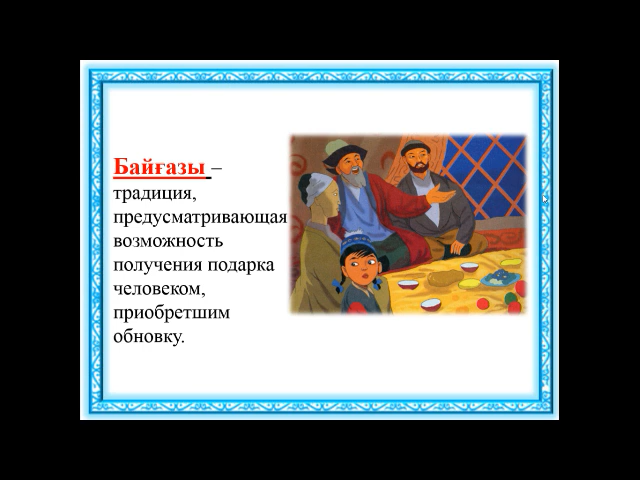 Байғазы –
традиция,
предусматривающая
возможность
получения подарка
человеком,
приобретшим
обновку.